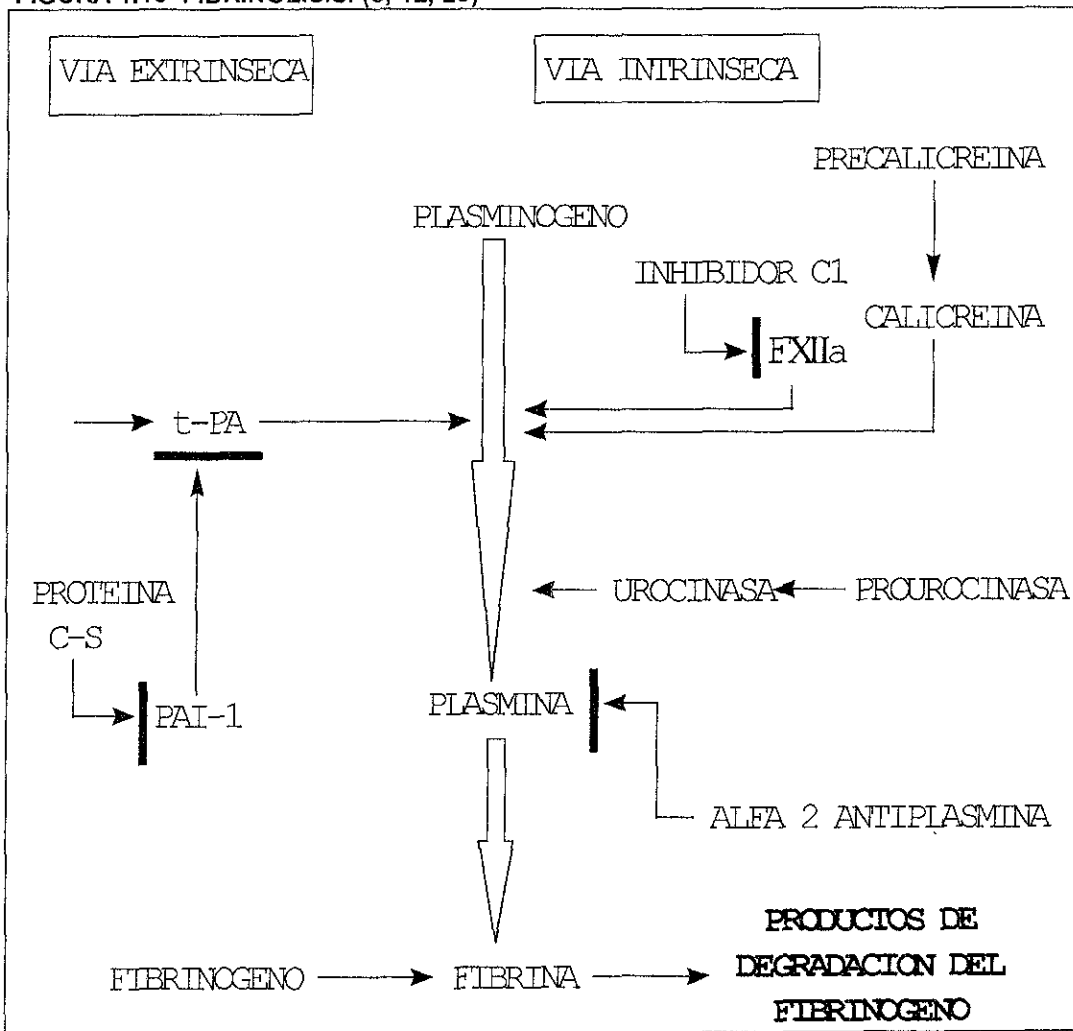 VIA EXTRINSECA
VIA INTRINSECA
PRECALICREINA
PLASMINOGENO
INHIBIDOR C1
CALICREINA
FXIIa
t-PA
PROTEINA
C-S
UROCINASA
PROUROCINASA
PAI-1
PLASMINA
ALFA 2 ANTIPLASMINA
FIBRINOGENO
FIBRINA
PRODUCTOS DE
DEGRADACION DEL
FIBRINOGENO